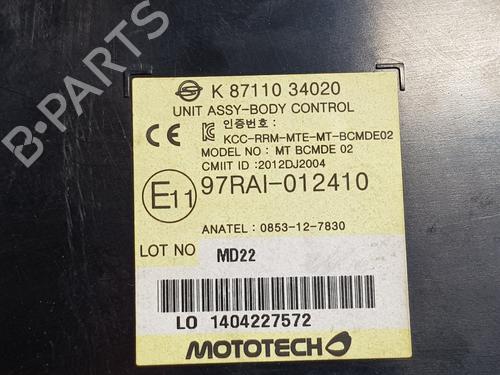 K 87110 34020
UNIT ASSY-BODY CONTROL
CE 인증번호 :
KCC-RRM-MTE-MT-BCMDE02
MODEL NO : MT BCMDE 02
CMIIT ID : 2012DJ2004
E11 97RAI-012410
ANATEL : 0853-12-7830
LOT NO MD22
LO 1404227572
MOTOTECH
B-PARTS